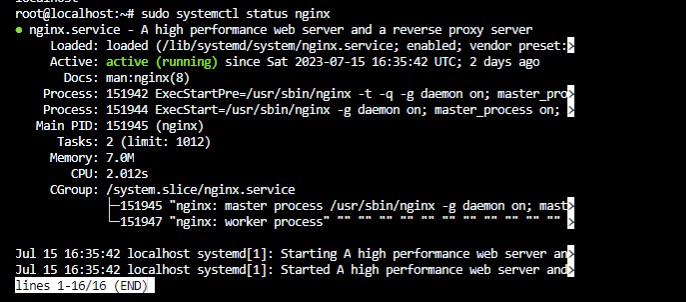 root@localhost:~# sudo systemctl status nginx
● nginx.service - A high performance web server and a reverse proxy server
     Loaded: loaded (/lib/systemd/system/nginx.service; enabled; vendor preset:>
     Active: active (running) since Sat 2023-07-15 16:35:42 UTC; 2 days ago
       Docs: man:nginx(8)
    Process: 151942 ExecStartPre=/usr/sbin/nginx -t -q -g daemon on; master_pro>
    Process: 151944 ExecStart=/usr/sbin/nginx -g daemon on; master_process on; >
   Main PID: 151945 (nginx)
      Tasks: 2 (limit: 1012)
     Memory: 7.0M
        CPU: 2.012s
     CGroup: /system.slice/nginx.service
             ├─151945 "nginx: master process /usr/sbin/nginx -g daemon on; mast>
             └─151947 "nginx: worker process" "" "" "" "" "" "" "" "" "" "" "" >

Jul 15 16:35:42 localhost systemd[1]: Starting A high performance web server an>
Jul 15 16:35:42 localhost systemd[1]: Started A high performance web server and>
lines 1-16/16 (END)